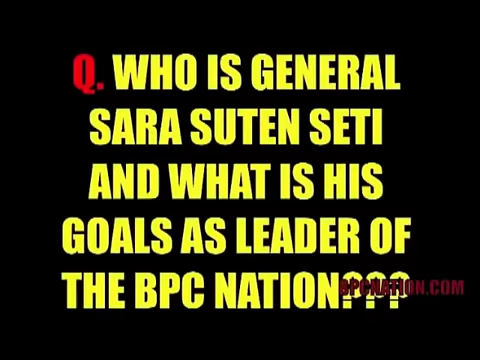 Q. WHO IS GENERAL
SARA SUTEN SETI
AND WHAT IS HIS
GOALS AS LEADER OF
THE BPC NATION???
BPCNATION.COM